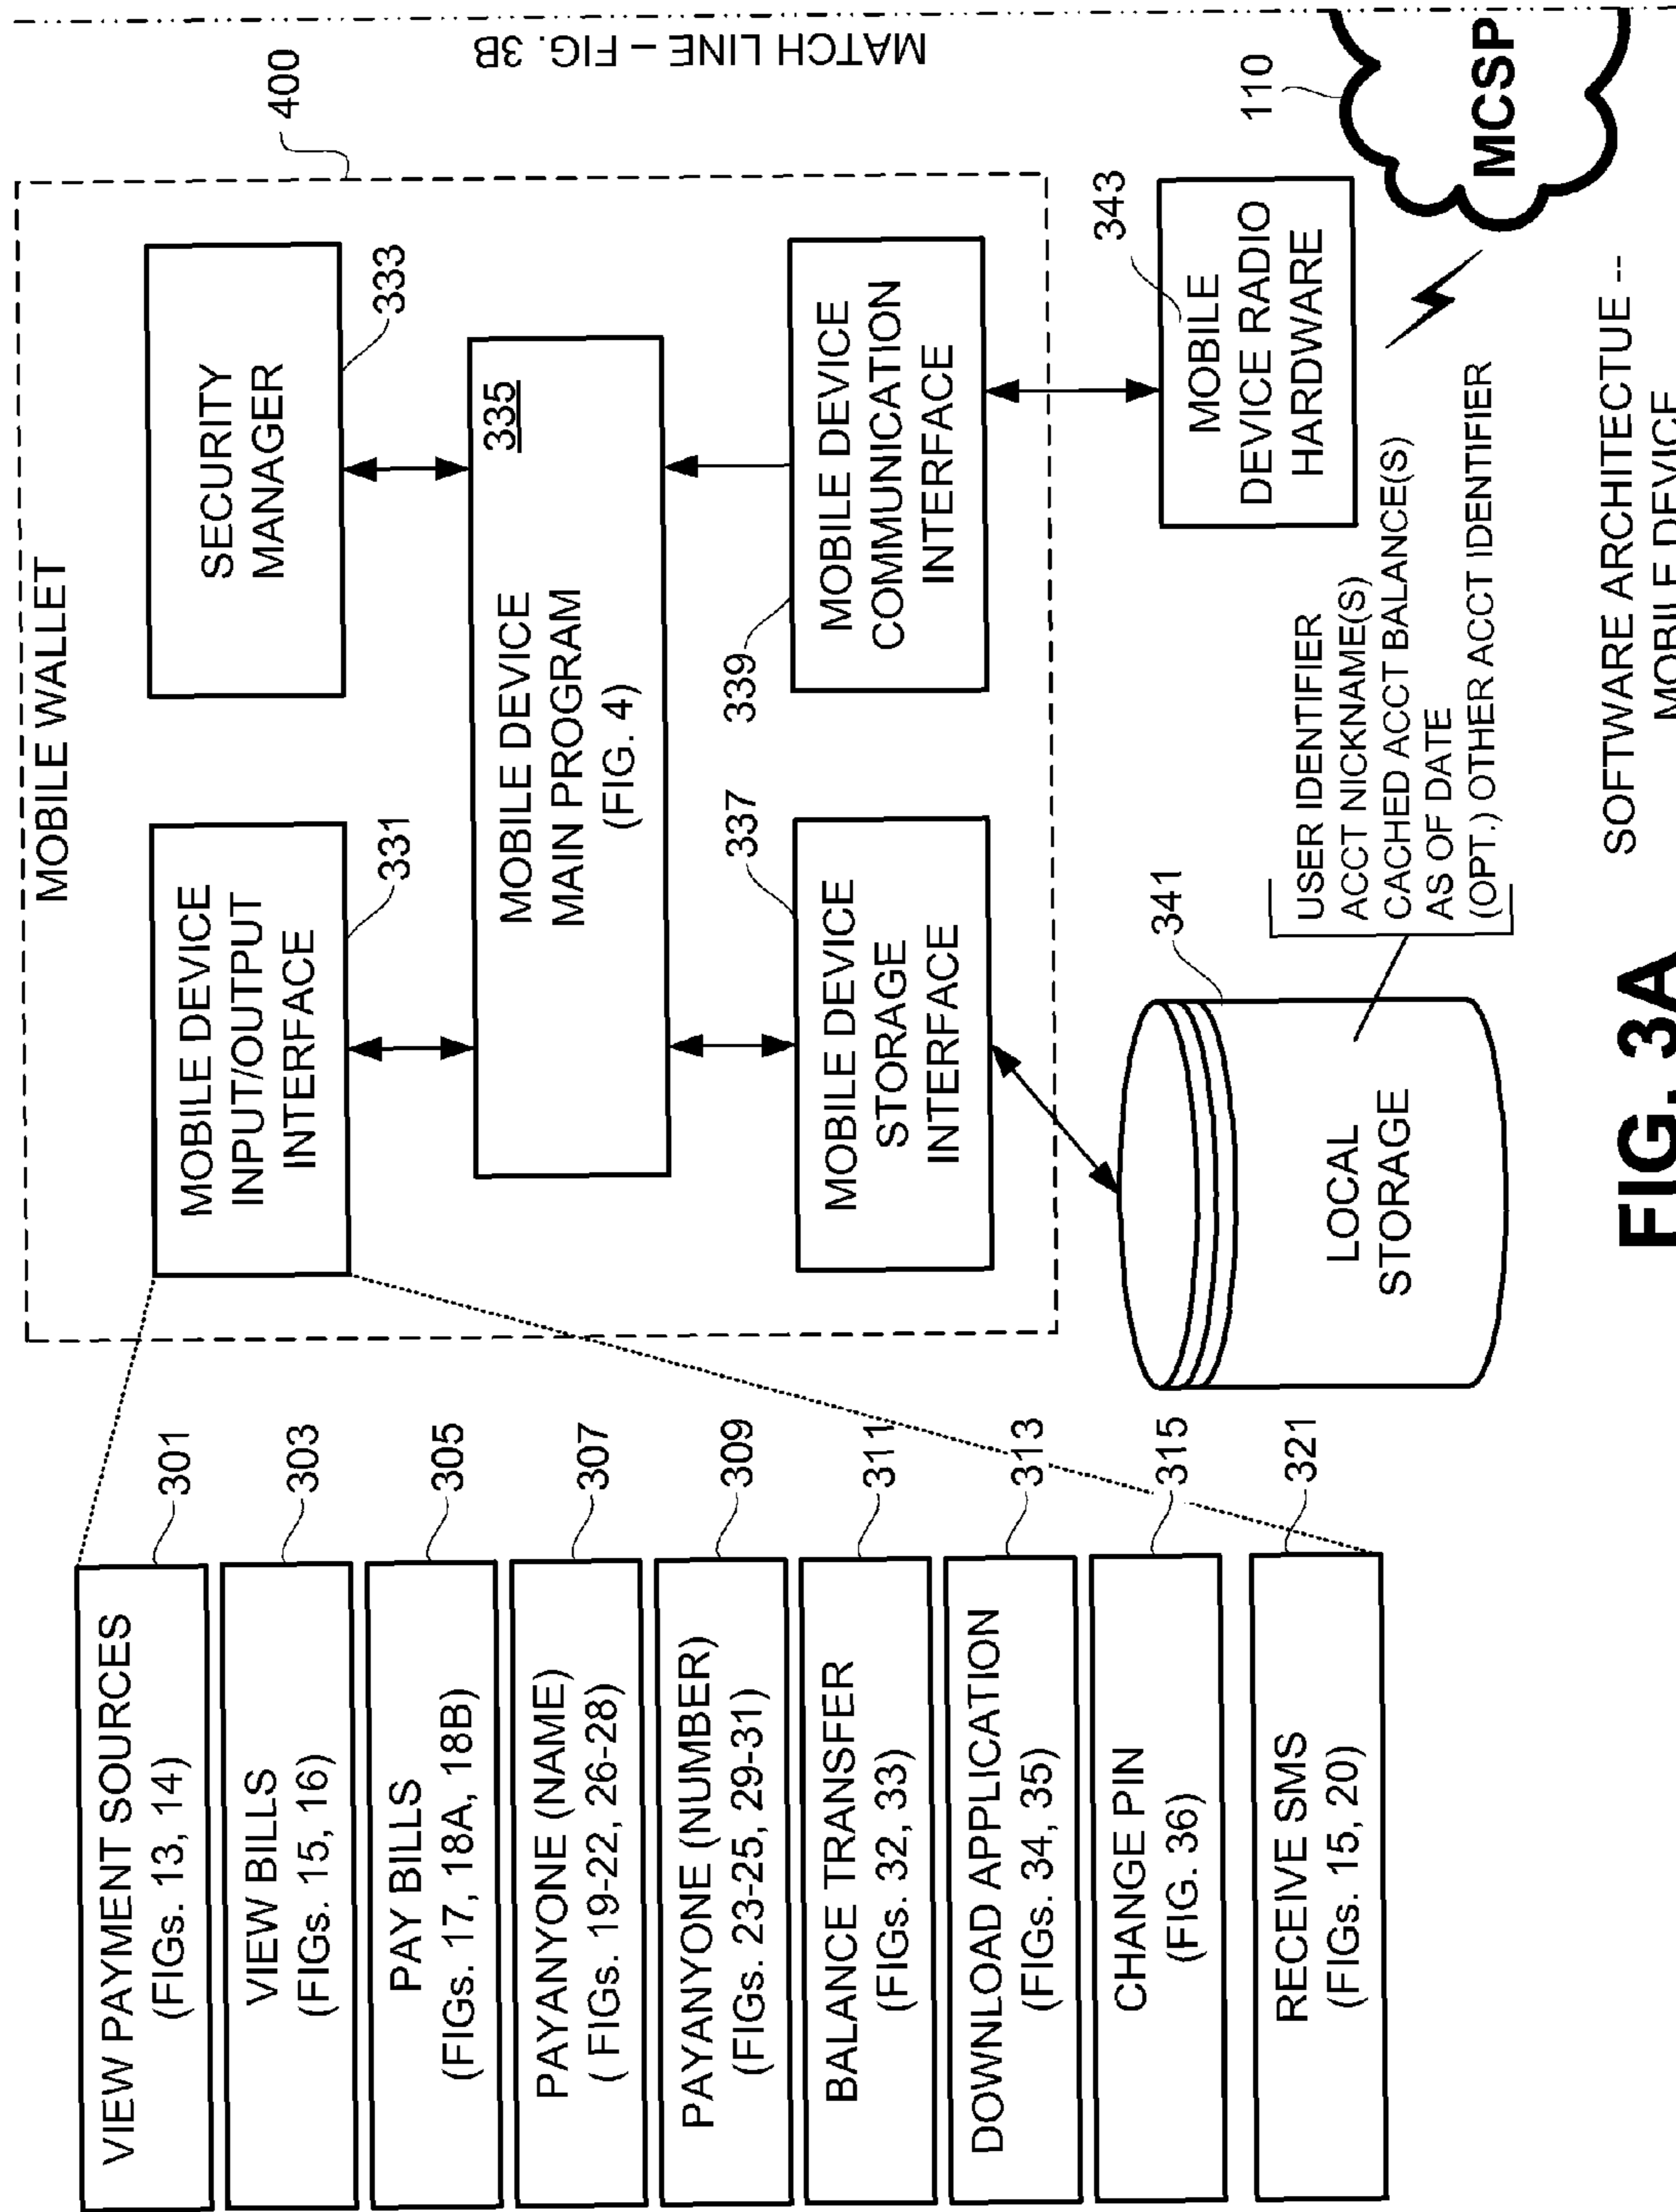 VIEW PAYMENT SOURCES
(FIGs. 13, 14)
301
VIEW BILLS
(FIGs. 15, 16)
303
PAY BILLS
(FIGs. 17, 18A, 18B)
305
PAYANYONE (NAME)
( FIGs. 19-22, 26-28)
307
PAYANYONE (NUMBER)
(FIGs. 23-25, 29-31)
309
BALANCE TRANSFER
(FIGs. 32, 33)
311
DOWNLOAD APPLICATION
(FIGs. 34, 35)
313
CHANGE PIN
(FIG. 36)
315
RECEIVE SMS
(FIGs. 15, 20)
321
MOBILE WALLET
400
MOBILE DEVICE
INPUT/OUTPUT
INTERFACE
331
SECURITY
MANAGER
333
MOBILE DEVICE
MAIN PROGRAM
(FIG. 4)
335
337
MOBILE DEVICE
STORAGE
INTERFACE
339
MOBILE DEVICE
COMMUNICATION
INTERFACE
341
LOCAL
STORAGE
USER IDENTIFIER
ACCT NICKNAME(S)
CACHED ACCT BALANCE(S)
AS OF DATE
(OPT.) OTHER ACCT IDENTIFIER
343
MOBILE
DEVICE RADIO
HARDWARE
110
MCSP
MATCH LINE – FIG. 3B
FIG. 3A
SOFTWARE ARCHITECTUE --
MOBILE DEVICE